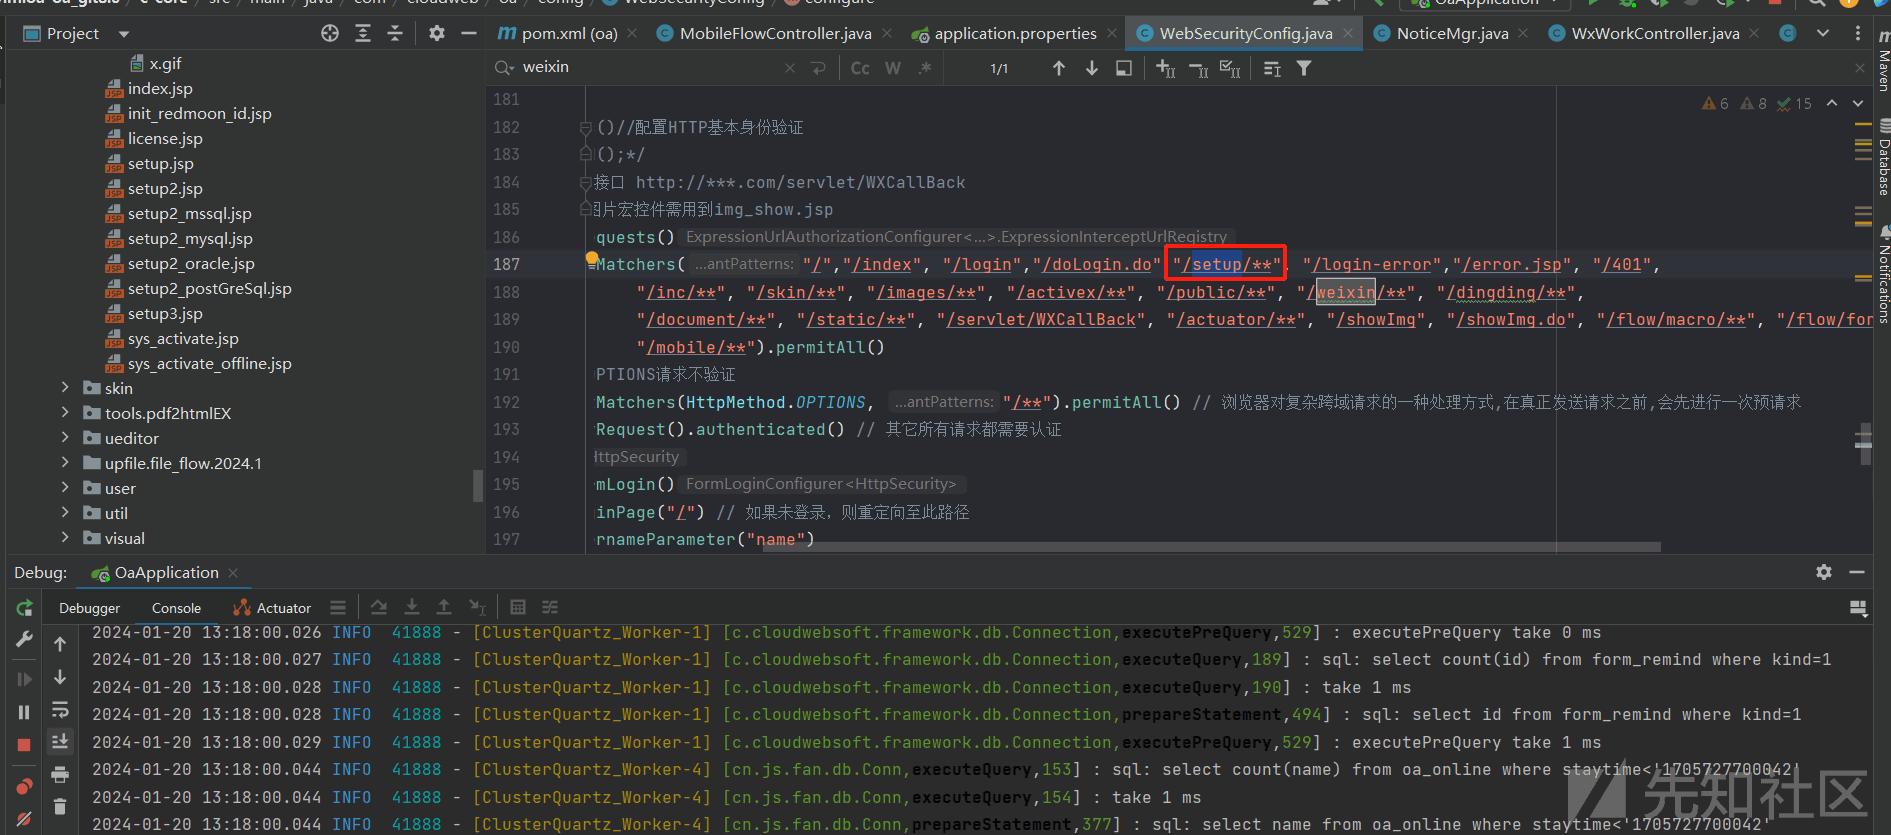 Project
x.gif
index.jsp
init_redmoon_id.jsp
license.jsp
setup.jsp
setup2.jsp
setup2_mssql.jsp
setup2_mysql.jsp
setup2_oracle.jsp
setup2_postGreSql.jsp
setup3.jsp
sys_activate.jsp
sys_activate_offline.jsp
skin
tools.pdf2htmlEX
ueditor
upfile.file_flow.2024.1
user
util
visual
pom.xml (oa) MobileFlowController.java application.properties WebSecurityConfig.java NoticeMgr.java WxWorkController.java
weixin Cc W .* 1/1
6 8 15
181
182 ()//配置HTTP基本身份验证
183 ();*/
184 接口 http://***.com/servlet/WXCallBack
185 图片宏控件需用到img_show.jsp
186 quests() ExpressionUrlAuthorizationConfigurer<...>.ExpressionInterceptUrlRegistry
187 Matchers( ...antPatterns: "/","/index", "/login","/doLogin.do" "/setup/**", "/login-error","/error.jsp", "/401",
188 "/inc/**", "/skin/**", "/images/**", "/activex/**", "/public/**", "/weixin/**", "/dingding/**",
189 "/document/**", "/static/**", "/servlet/WXCallBack", "/actuator/**", "/showImg", "/showImg.do", "/flow/macro/**", "/flow/for
190 "/mobile/**").permitAll()
191 PTIONS请求不验证
192 Matchers(HttpMethod.OPTIONS, ...antPatterns: "/**").permitAll() // 浏览器对复杂跨域请求的一种处理方式,在真正发送请求之前,会先进行一次预请求
193 Request().authenticated() // 其它所有请求都需要认证
194 HttpSecurity
195 mLogin() FormLoginConfigurer<HttpSecurity>
196 inPage("/") // 如果未登录，则重定向至此路径
197 rnameParameter("name")
Maven
Database
Notifications
Debug: OaApplication
Debugger Console Actuator
2024-01-20 13:18:00.026 INFO 41888 - [ClusterQuartz_Worker-1] [c.cloudwebsoft.framework.db.Connection,executePreQuery,529] : executePreQuery take 0 ms
2024-01-20 13:18:00.027 INFO 41888 - [ClusterQuartz_Worker-1] [c.cloudwebsoft.framework.db.Connection,executeQuery,189] : sql: select count(id) from form_remind where kind=1
2024-01-20 13:18:00.028 INFO 41888 - [ClusterQuartz_Worker-1] [c.cloudwebsoft.framework.db.Connection,executeQuery,190] : take 1 ms
2024-01-20 13:18:00.028 INFO 41888 - [ClusterQuartz_Worker-1] [c.cloudwebsoft.framework.db.Connection,prepareStatement,494] : sql: select id from form_remind where kind=1
2024-01-20 13:18:00.029 INFO 41888 - [ClusterQuartz_Worker-1] [c.cloudwebsoft.framework.db.Connection,executePreQuery,529] : executePreQuery take 1 ms
2024-01-20 13:18:00.044 INFO 41888 - [ClusterQuartz_Worker-4] [cn.js.fan.db.Conn,executeQuery,153] : sql: select count(name) from oa_online where staytime<'1705727700042'
2024-01-20 13:18:00.044 INFO 41888 - [ClusterQuartz_Worker-4] [cn.js.fan.db.Conn,executeQuery,154] : take 1 ms
2024-01-20 13:18:00.044 INFO 41888 - [ClusterQuartz_Worker-4] [cn.js.fan.db.Conn,prepareStatement,377] : sql: select name from oa_online where staytime<'1705727700042'
先知社区